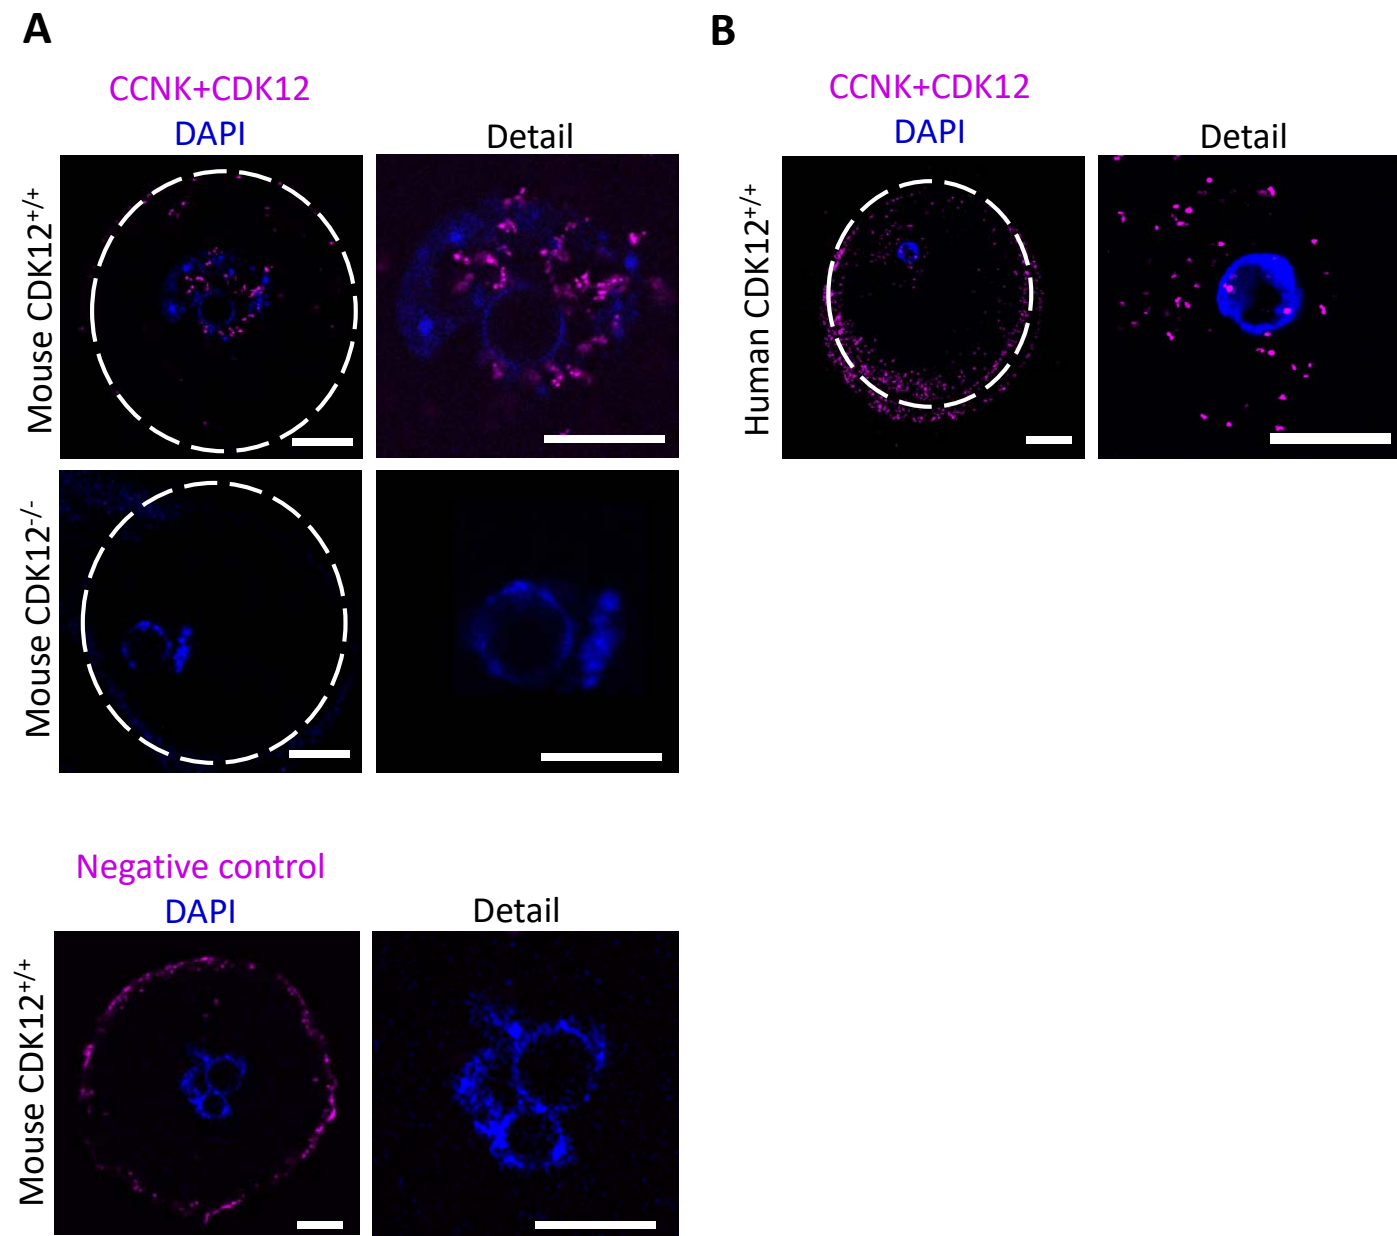 A
CCNK+CDK12
DAPI
Detail
Mouse CDK12+/+
Mouse CDK12-/-
Negative control
DAPI
Detail
Mouse CDK12+/+
B
CCNK+CDK12
DAPI
Detail
Human CDK12+/+